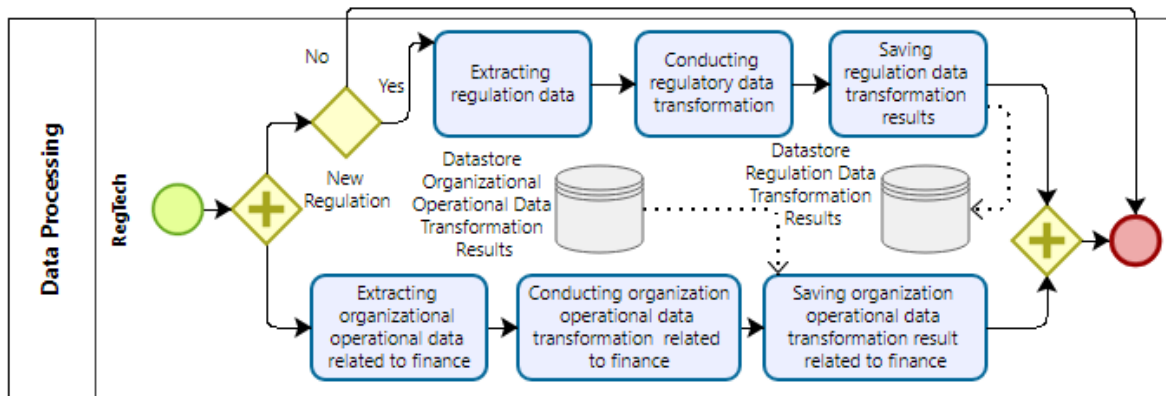 Data Processing
RegTech
No
Yes
New
Regulation
Extracting
regulation data
Conducting
regulatory data
transformation
Saving
regulation data
transformation
results
Datastore
Organizational
Operational Data
Transformation
Results
Datastore
Regulation Data
Transformation
Results
Extracting
organizational
operational data
related to finance
Conducting organization
operational data
transformation related
to finance
Saving organization
operational data
transformation result
related to finance